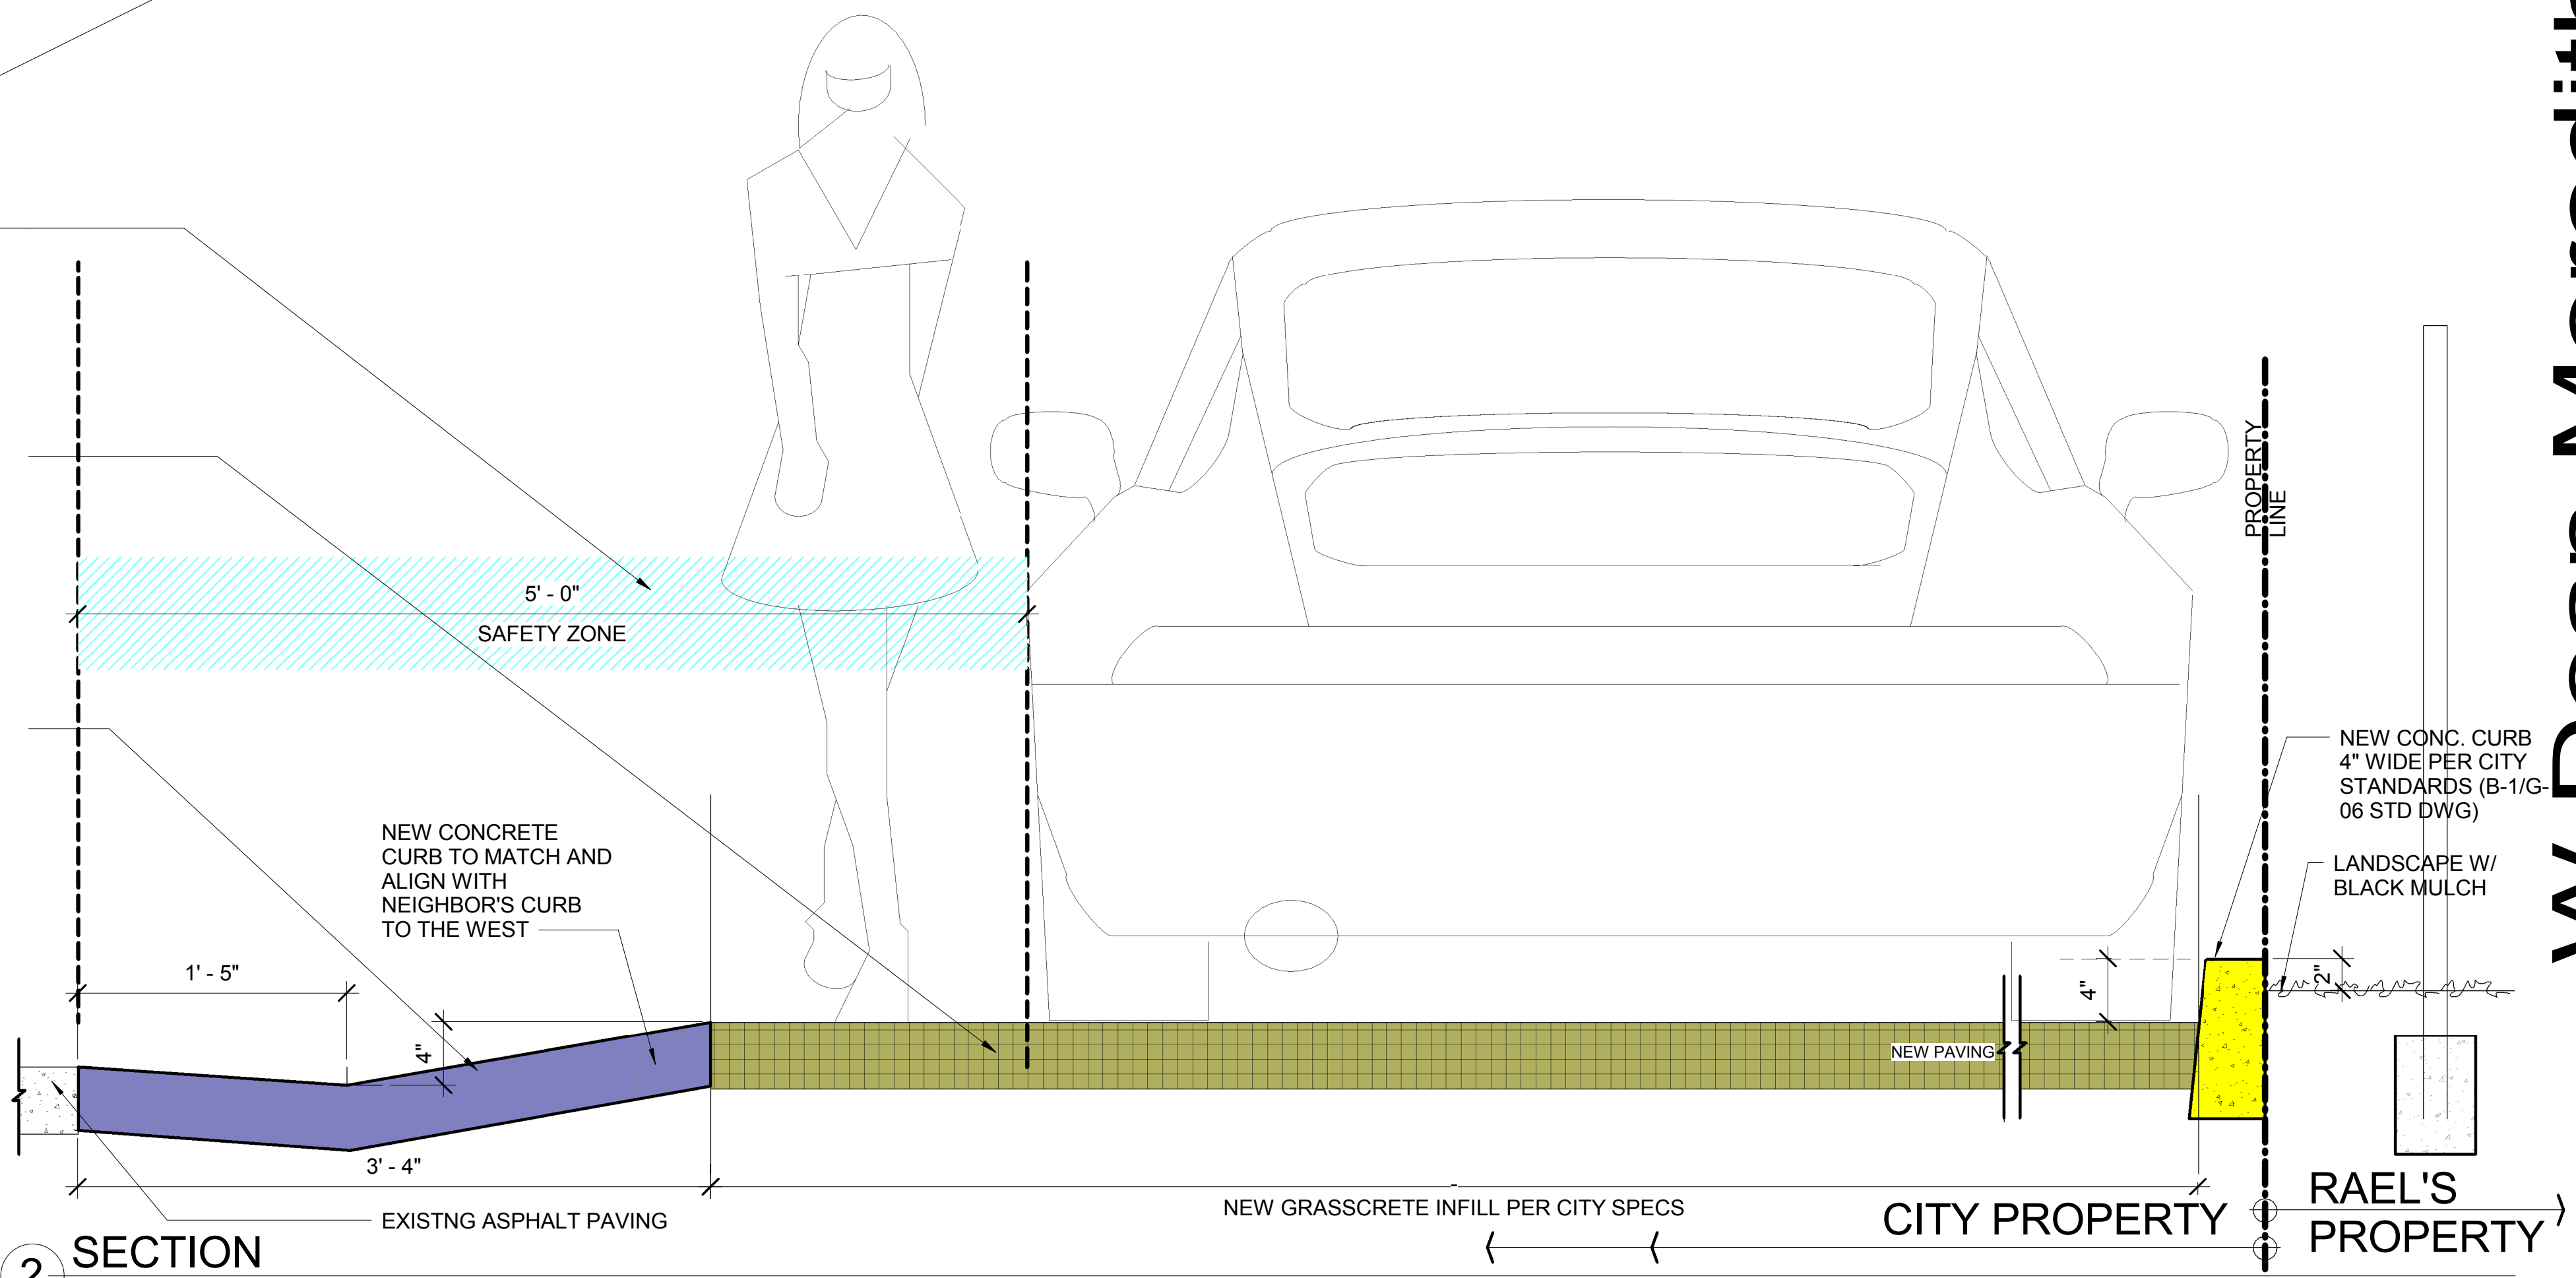 5' - 0"
SAFETY ZONE
PROPERTY
LINE
NEW CONC. CURB
4" WIDE PER CITY
STANDARDS (B-1/G-
06 STD DWG)
LANDSCAPE W/
BLACK MULCH
NEW CONCRETE
CURB TO MATCH AND
ALIGN WITH
NEIGHBOR'S CURB
TO THE WEST
1' - 5"
4"
4"
2"
NEW PAVING
3' - 4"
NEW GRASSCRETE INFILL PER CITY SPECS
EXISTNG ASPHALT PAVING
CITY PROPERTY
RAEL'S
PROPERTY
2
SECTION